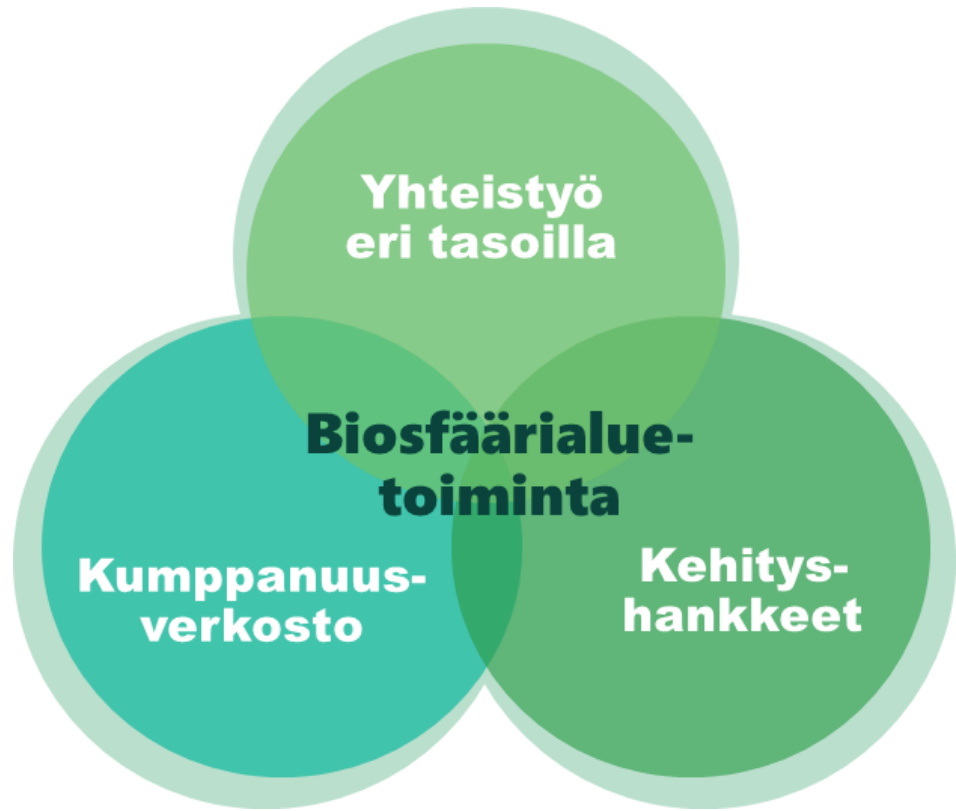 Yhteistyö
eri tasoilla
Biosfäärialue-
toiminta
Kumppanuus-
verkosto
Kehitys-
hankkeet